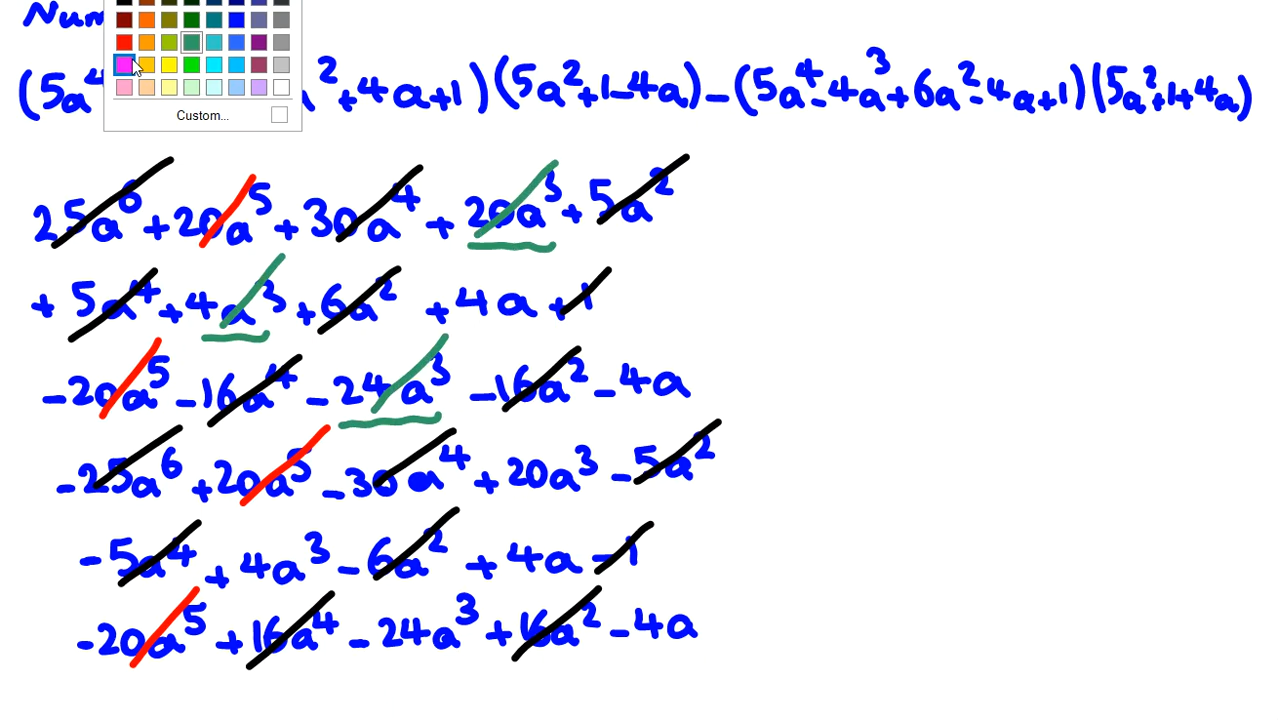 Num
(5a⁴ ²+4a+1)(5a²+1-4a)-(5a⁴-4a³+6a²-4a+1)(5a²+1+4a)
Custom...
25a⁶+20a⁵+30a⁴+20a³+5a²
+5a⁴+4a³+6a²+4a+1
-20a⁵-16a⁴-24a³-16a²-4a
-25a⁶+20a⁵-30a⁴+20a³-5a²
-5a⁴+4a³-6a²+4a-1
-20a⁵+16a⁴-24a³+16a²-4a